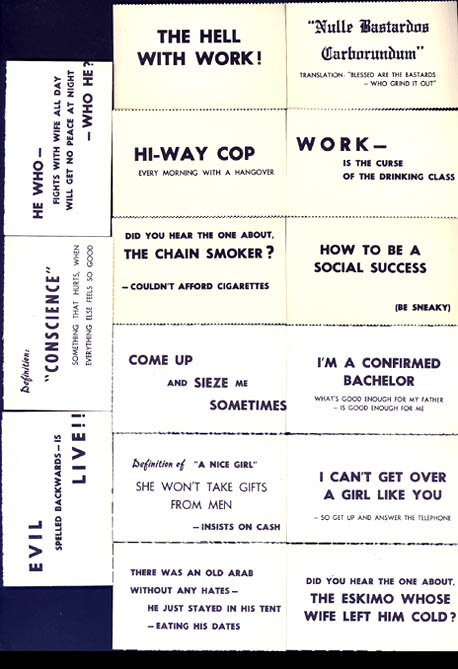 HE WHO—
FIGHTS WITH WIFE ALL DAY
WILL GET NO PEACE AT NIGHT
— WHO HE?
Definition:
"CONSCIENCE"
SOMETHING THAT HURTS, WHEN
EVERYTHING ELSE FEELS SO GOOD
EVIL
SPELLED BACKWARDS — IS
LIVE!!
THE HELL
WITH WORK!
"Nulle Bastardos
Carborundum"
TRANSLATION: "BLESSED ARE THE BASTARDS
— WHO GRIND IT OUT"
HI-WAY COP
EVERY MORNING WITH A HANGOVER
WORK—
IS THE CURSE
OF THE DRINKING CLASS
DID YOU HEAR THE ONE ABOUT,
THE CHAIN SMOKER?
— COULDN'T AFFORD CIGARETTES
HOW TO BE A
SOCIAL SUCCESS
(BE SNEAKY)
COME UP
AND SIEZE ME
SOMETIMES
I'M A CONFIRMED
BACHELOR
WHAT'S GOOD ENOUGH FOR MY FATHER
— IS GOOD ENOUGH FOR ME
Definition of "A NICE GIRL"
SHE WON'T TAKE GIFTS
FROM MEN
— INSISTS ON CASH
I CAN'T GET OVER
A GIRL LIKE YOU
— SO GET UP AND ANSWER THE TELEPHONE
THERE WAS AN OLD ARAB
WITHOUT ANY HATES —
HE JUST STAYED IN HIS TENT
— EATING HIS DATES
DID YOU HEAR THE ONE ABOUT,
THE ESKIMO WHOSE
WIFE LEFT HIM COLD?